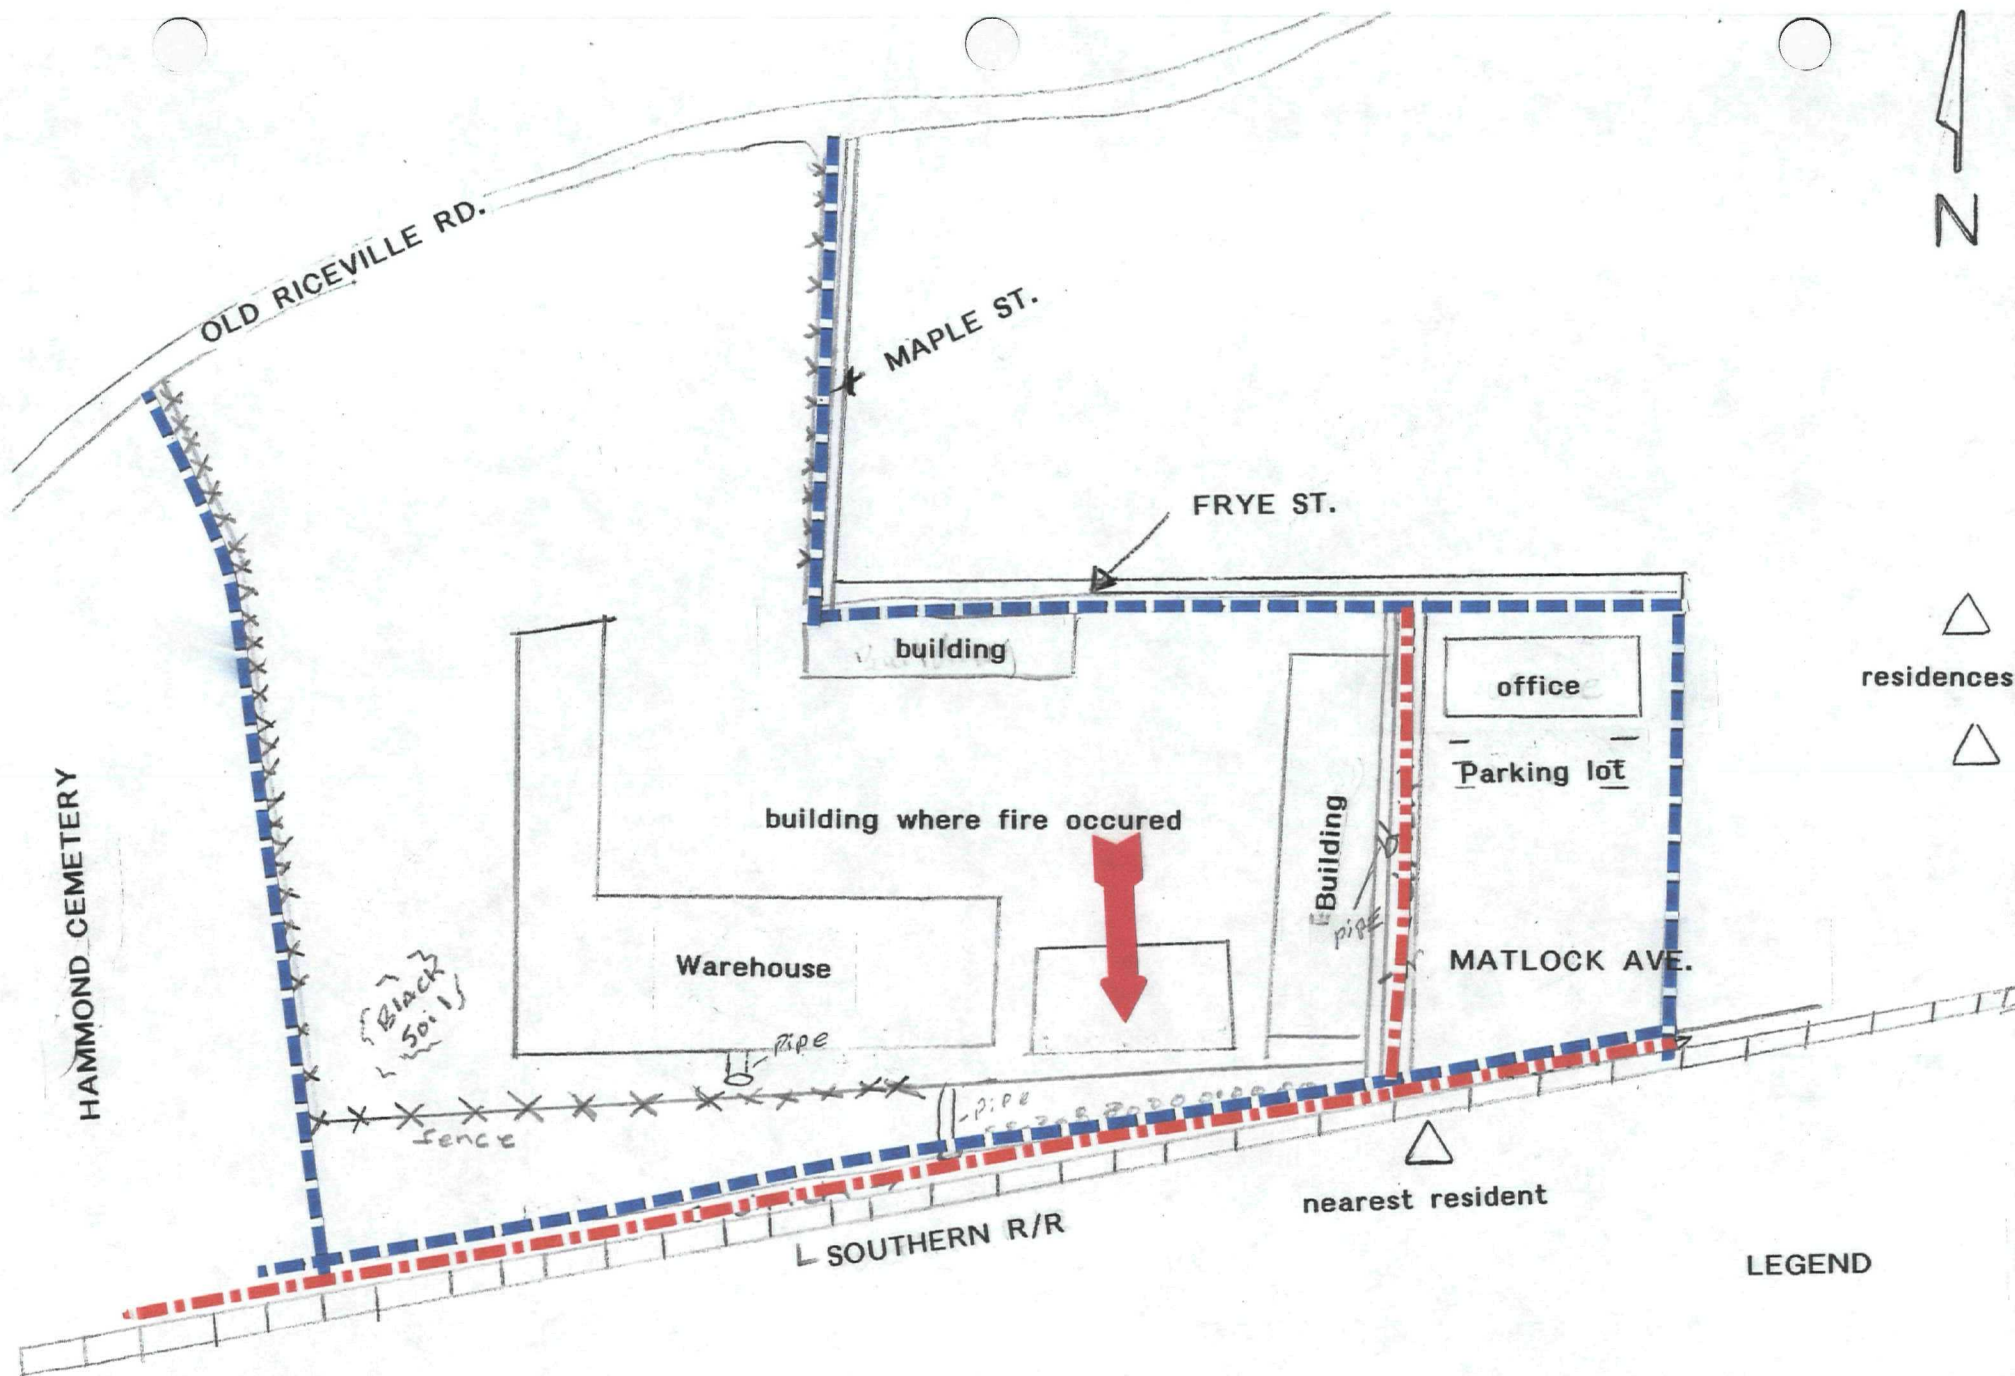 N
OLD RICEVILLE RD.
MAPLE ST.
FRYE ST.
building
office
residences
Parking lot
building where fire occured
Building
pipe
HAMMOND CEMETERY
Warehouse
MATLOCK AVE.
Black
Soil
pipe
pipe
fence
nearest resident
SOUTHERN R/R
LEGEND